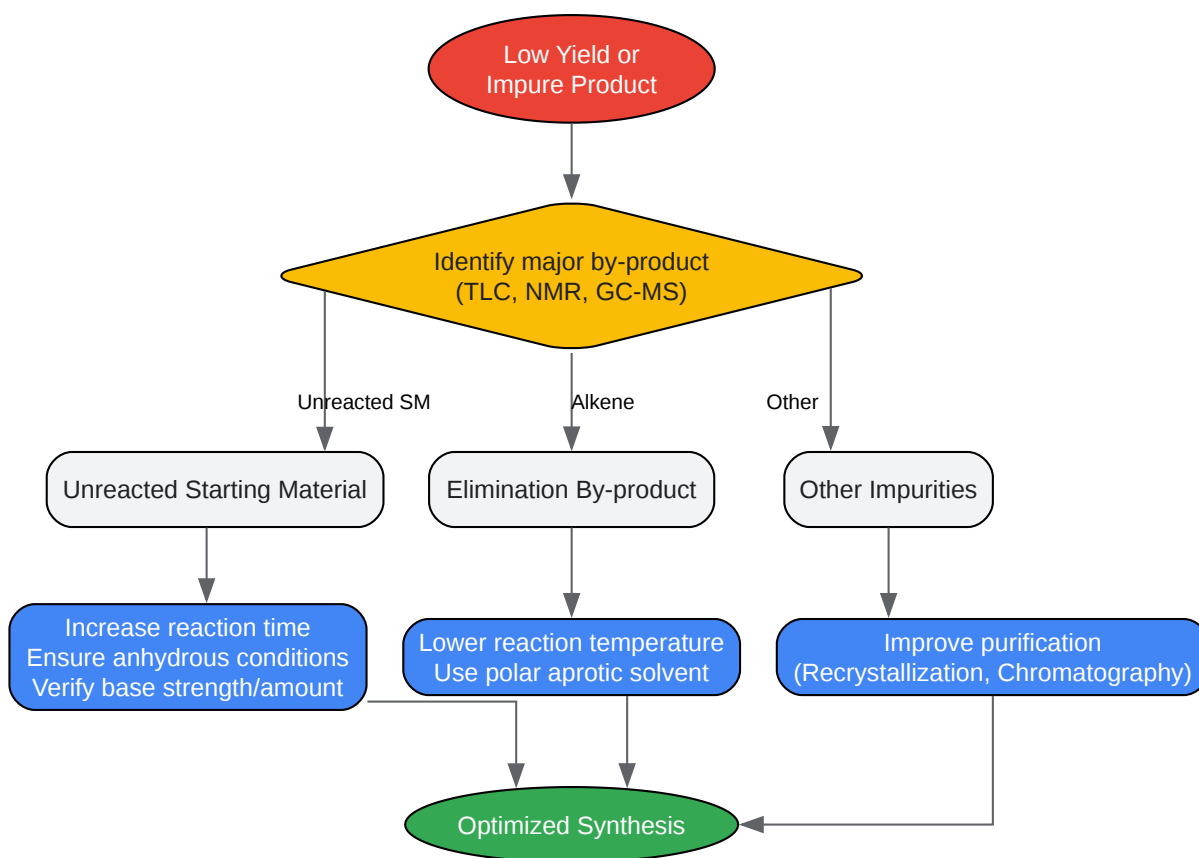 Low Yield or
Impure Product
Identify major by-product
(TLC, NMR, GC-MS)
Unreacted SM
Alkene
Other
Unreacted Starting Material
Elimination By-product
Other Impurities
Increase reaction time
Ensure anhydrous conditions
Verify base strength/amount
Lower reaction temperature
Use polar aprotic solvent
Improve purification
(Recrystallization, Chromatography)
Optimized Synthesis